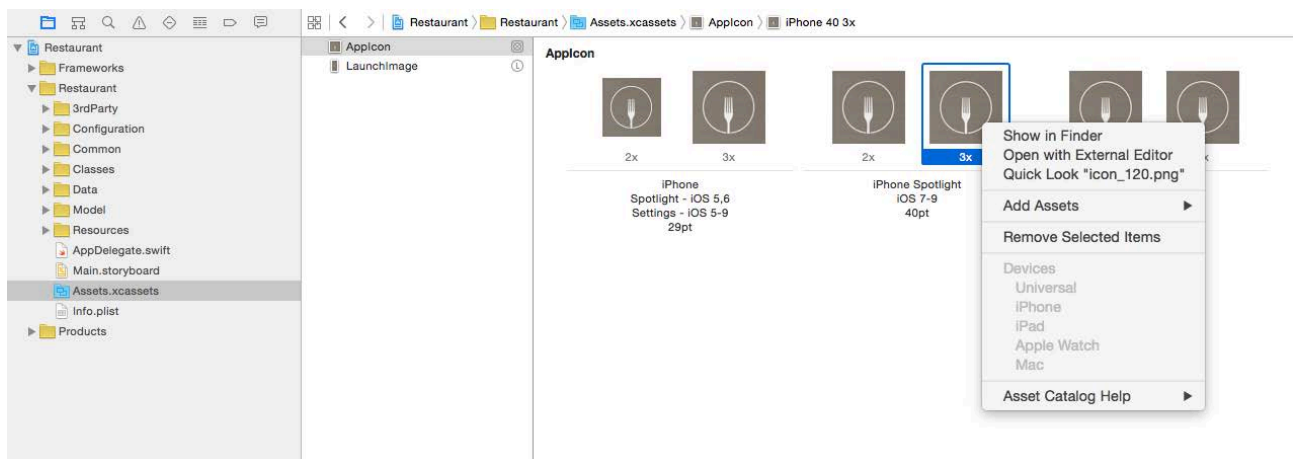 Restaurant Restaurant Assets.xcassets AppIcon iPhone 40 3x
Restaurant
Frameworks
Restaurant
3rdParty
Configuration
Common
Classes
Data
Model
Resources
AppDelegate.swift
Main.storyboard
Assets.xcassets
Info.plist
Products
AppIcon
LaunchImage L
AppIcon
2x 3x 2x 3x
iPhone
Spotlight - iOS 5,6
Settings - iOS 5-9
29pt
iPhone Spotlight
iOS 7-9
40pt
Show in Finder
Open with External Editor
Quick Look "icon_120.png"
Add Assets
Remove Selected Items
Devices
Universal
iPhone
iPad
Apple Watch
Mac
Asset Catalog Help